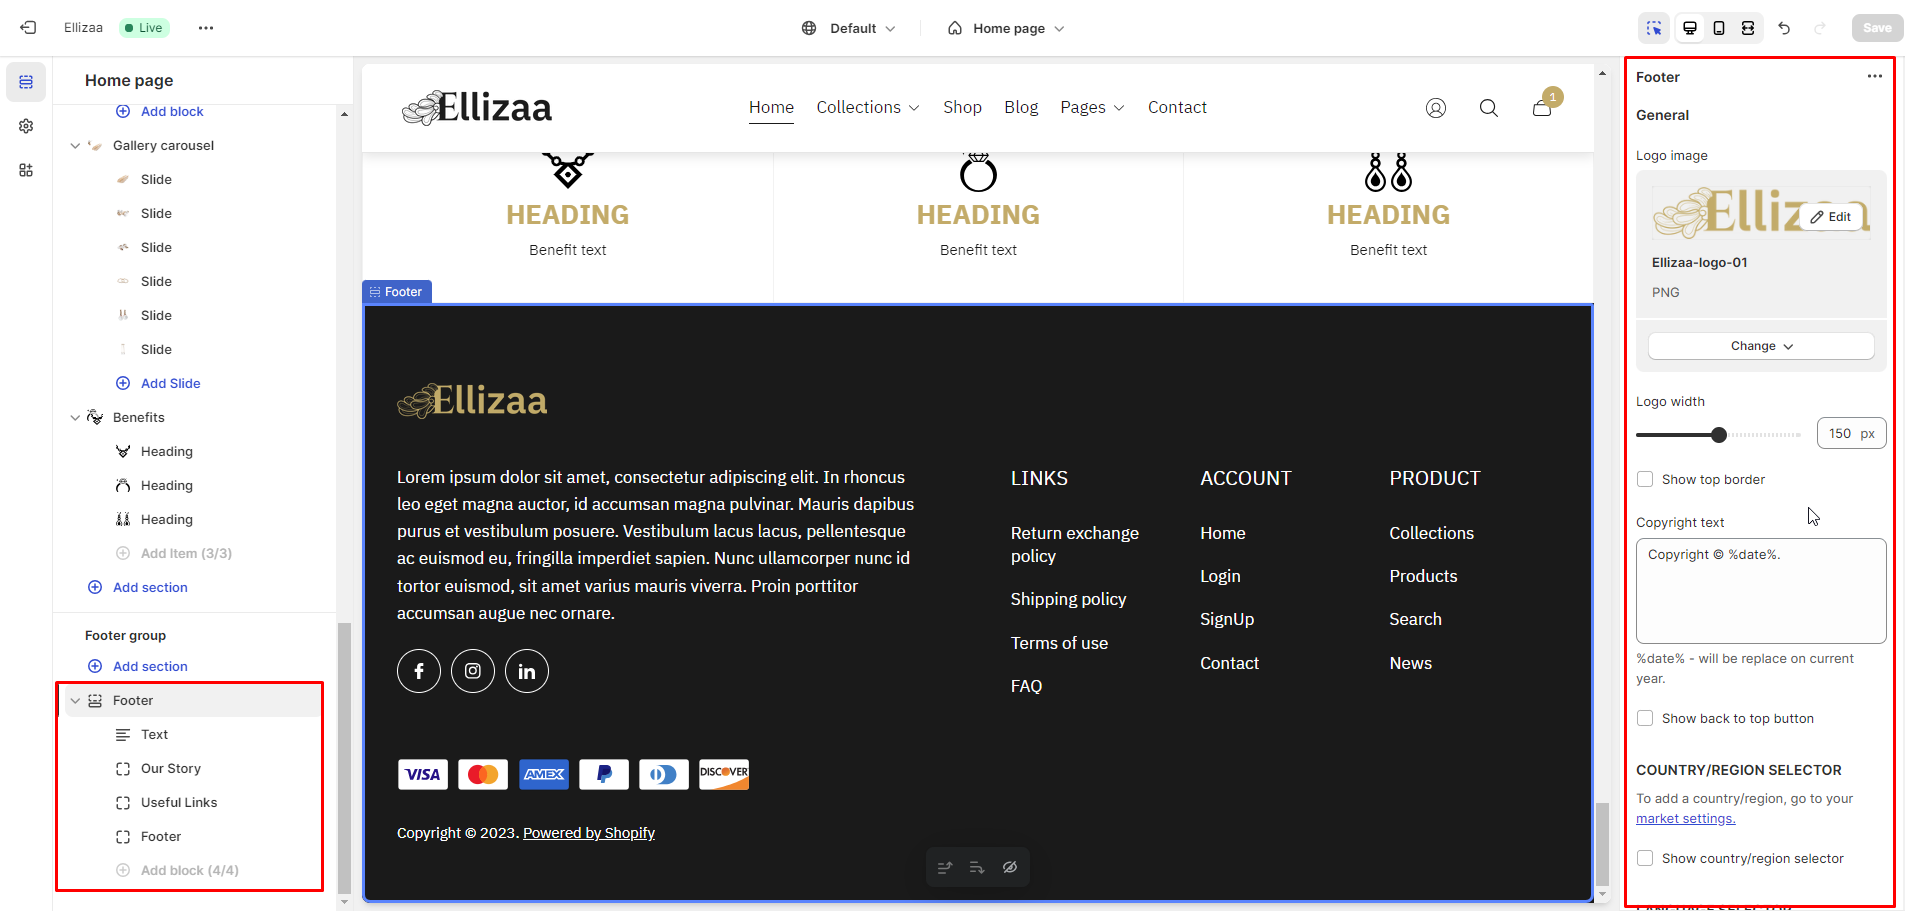 Ellizaa
Live
Default
Home page
Save
Home page
Add block
Gallery carousel
Slide
Slide
Slide
Slide
Slide
Slide
Add Slide
Benefits
Heading
Heading
Heading
Add Item (3/3)
Add section
Footer group
Add section
Footer
Text
Our Story
Useful Links
Footer
Add block (4/4)
Ellizaa
Home
Collections
Shop
Blog
Pages
Contact
1
HEADING
Benefit text
HEADING
Benefit text
HEADING
Benefit text
Footer
Ellizaa
Lorem ipsum dolor sit amet, consectetur adipiscing elit. In rhoncus
leo eget magna auctor, id accumsan magna pulvinar. Mauris dapibus
purus et vestibulum posuere. Vestibulum lacus lacus, pellentesque
ac euismod eu, fringilla imperdiet sapien. Nunc ullamcorper nunc id
tortor euismod, sit amet varius mauris viverra. Proin porttitor
accumsan augue nec ornare.
LINKS
Return exchange
policy
Shipping policy
Terms of use
FAQ
ACCOUNT
Home
Login
SignUp
Contact
PRODUCT
Collections
Products
Search
News
VISA
AMEX
DISCOVER
Copyright © 2023. Powered by Shopify
Footer
General
Logo image
Edit
Ellizaa-logo-01
PNG
Change
Logo width
150 px
Show top border
Copyright text
Copyright © %date%.
%date% - will be replace on current
year.
Show back to top button
COUNTRY/REGION SELECTOR
To add a country/region, go to your
market settings.
Show country/region selector